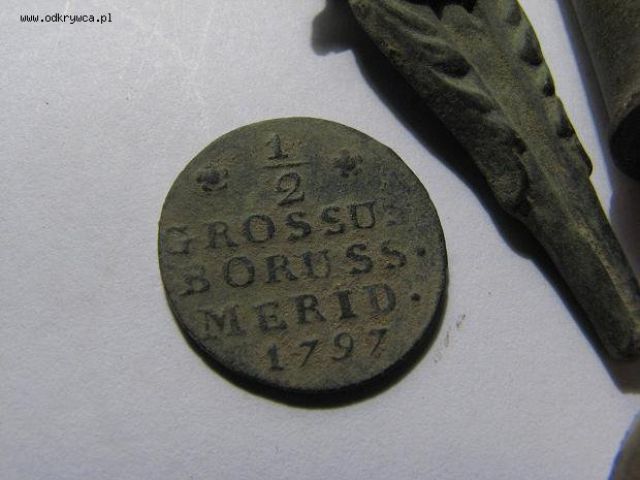 www.odkrywca.pl
1/2
GROSSUS
BORUSS.
MERID.
1797